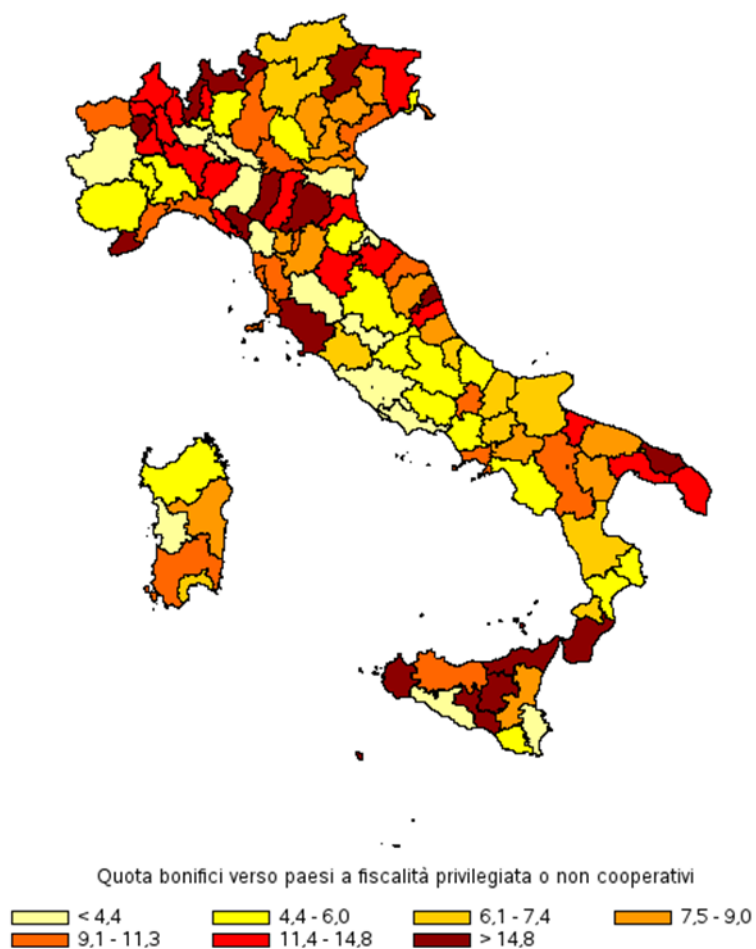 Quota bonifici verso paesi a fiscalità privilegiata o non cooperativi
< 4,4 4,4 - 6,0 6,1 - 7,4 7,5 - 9,0
9,1 - 11,3 11,4 - 14,8 > 14,8